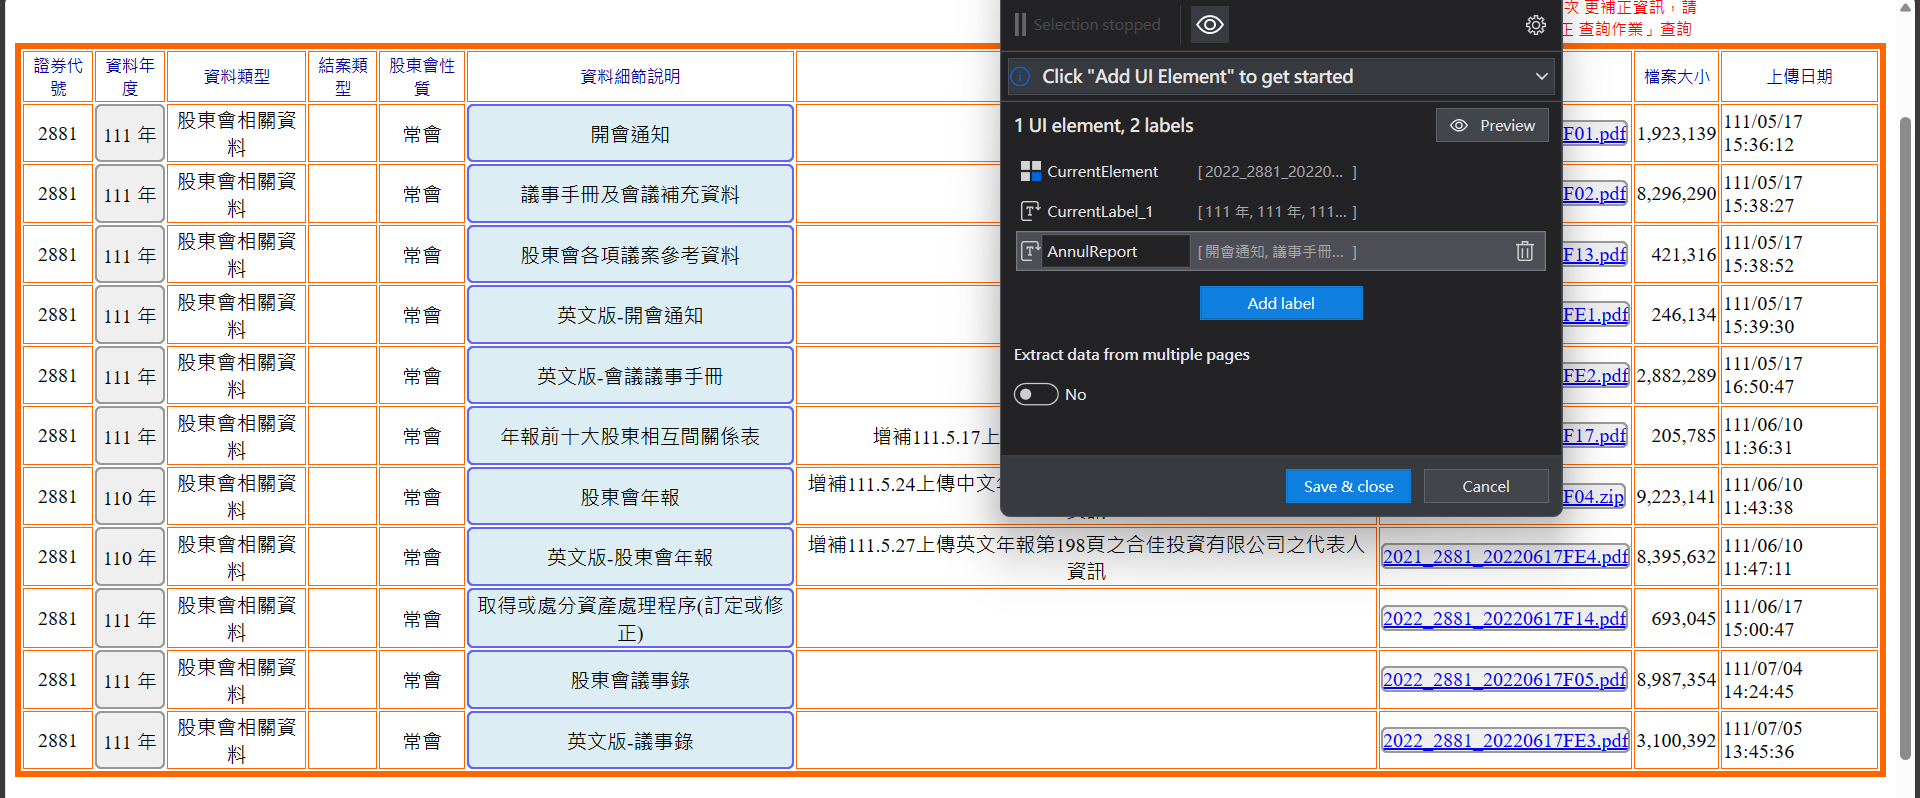 次 更補正資訊，請
正 查詢作業」查詢
證券代號 資料年度 資料類型 結案類型 股東會性質 資料細節說明 檔案大小 上傳日期
2881 111 年 股東會相關資料 常會 開會通知 F01.pdf 1,923,139 111/05/17 15:36:12
2881 111 年 股東會相關資料 常會 議事手冊及會議補充資料 F02.pdf 8,296,290 111/05/17 15:38:27
2881 111 年 股東會相關資料 常會 股東會各項議案參考資料 F13.pdf 421,316 111/05/17 15:38:52
2881 111 年 股東會相關資料 常會 英文版-開會通知 FE1.pdf 246,134 111/05/17 15:39:30
2881 111 年 股東會相關資料 常會 英文版-會議議事手冊 FE2.pdf 2,882,289 111/05/17 16:50:47
2881 111 年 股東會相關資料 常會 年報前十大股東相互間關係表 增補111.5.17上 F17.pdf 205,785 111/06/10 11:36:31
2881 110 年 股東會相關資料 常會 股東會年報 增補111.5.24上傳中文 F04.zip 9,223,141 111/06/10 11:43:38
2881 110 年 股東會相關資料 常會 英文版-股東會年報 增補111.5.27上傳英文年報第198頁之合佳投資有限公司之代表人資訊 2021_2881_20220617FE4.pdf 8,395,632 111/06/10 11:47:11
2881 111 年 股東會相關資料 常會 取得或處分資產處理程序(訂定或修正) 2022_2881_20220617F14.pdf 693,045 111/06/17 15:00:47
2881 111 年 股東會相關資料 常會 股東會議事錄 2022_2881_20220617F05.pdf 8,987,354 111/07/04 14:24:45
2881 111 年 股東會相關資料 常會 英文版-議事錄 2022_2881_20220617FE3.pdf 3,100,392 111/07/05 13:45:36
Selection stopped
Click "Add UI Element" to get started
1 UI element, 2 labels
Preview
CurrentElement [ 2022_2881_20220... ]
CurrentLabel_1 [ 111 年, 111 年, 111... ]
AnnulReport [ 開會通知, 議事手冊... ]
Add label
Extract data from multiple pages
No
Save & close Cancel